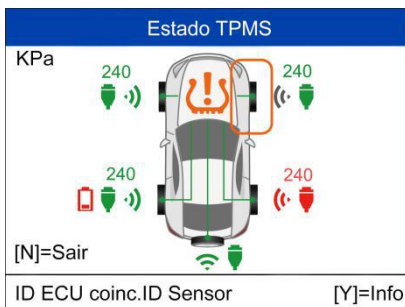 Estado TPMS
KPa
240 240
240 240
[N]=Sair
ID ECU coinc.ID Sensor [Y]=Info